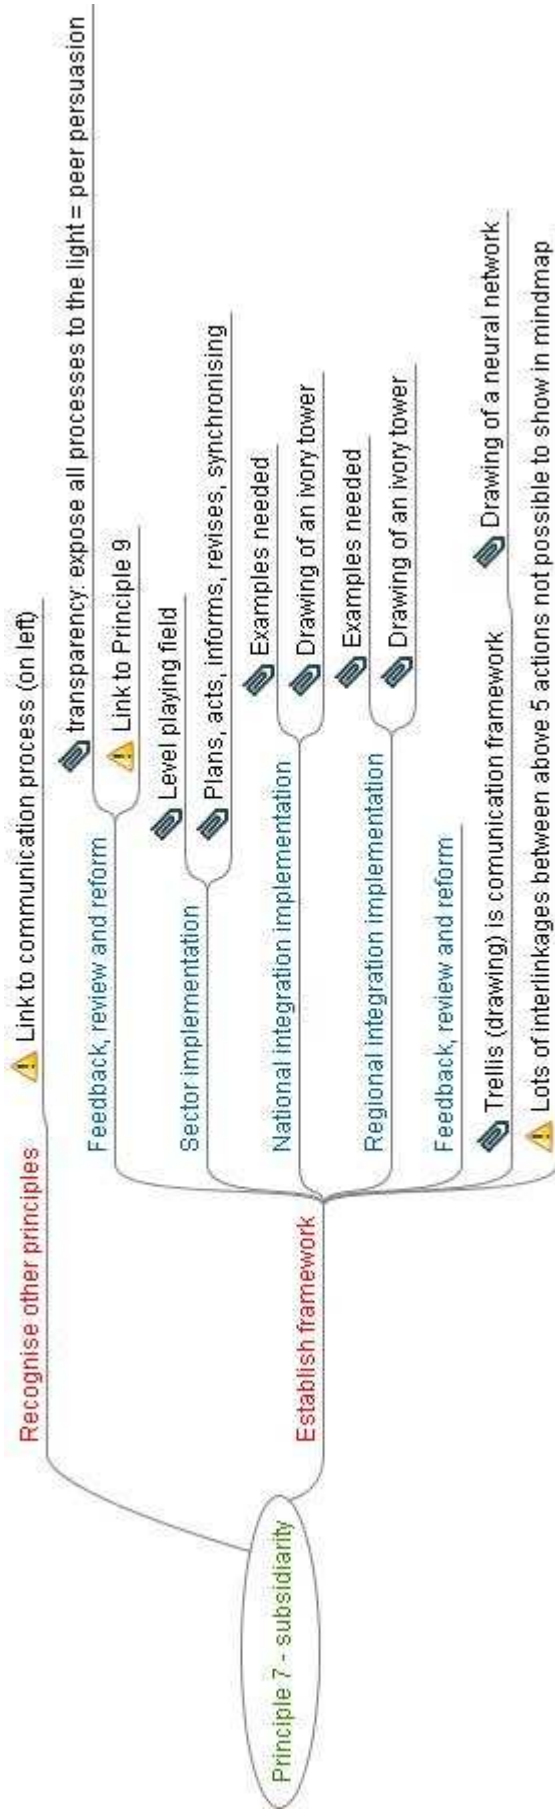 Principle 7 - subsidiarity
Recognise other principles
Link to communication process (on left)
Establish framework
Feedback, review and reform
transparency: expose all processes to the light = peer persuasion
Link to Principle 9
Sector implementation
Level playing field
Plans, acts, informs, revises, synchronising
National integration implementation
Examples needed
Drawing of an ivory tower
Regional integration implementation
Examples needed
Drawing of an ivory tower
Feedback, review and reform
Trellis (drawing) is comunication framework
Drawing of a neural network
Lots of interlinkages between above 5 actions not possible to show in mindmap